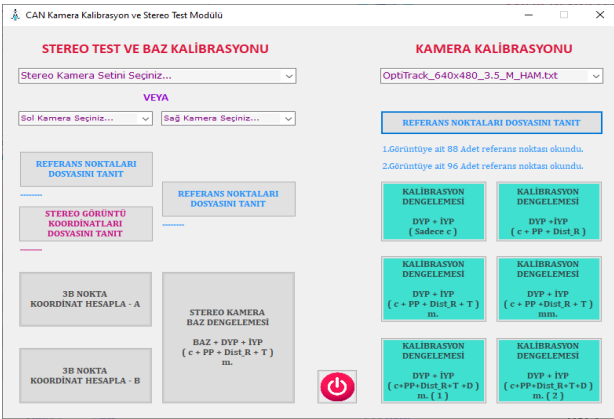 CAN Kamera Kalibrasyon ve Stereo Test Modülü
STEREO TEST VE BAZ KALİBRASYONU
Stereo Kamera Setini Seçiniz...
VEYA
Sol Kamera Seçiniz...
Sağ Kamera Seçiniz...
REFERANS NOKTALARI
DOSYASINI TANIT
--------
STEREO GÖRÜNTÜ
KOORDİNATLARI
DOSYASINI TANIT
-------
REFERANS NOKTALARI
DOSYASINI TANIT
--------
3B NOKTA
KOORDİNAT HESAPLA - A
3B NOKTA
KOORDİNAT HESAPLA - B
STEREO KAMERA
BAZ DENGELEMESİ
BAZ + DYP + İYP
( c + PP + Dist_R + T )
m.
KAMERA KALİBRASYONU
OptiTrack_640x480_3.5_M_HAM.txt
REFERANS NOKTALARI DOSYASINI TANIT
1.Görüntüye ait 88 Adet referans noktası okundu.
2.Görüntüye ait 96 Adet referans noktası okundu.
KALİBRASYON
DENGELEMESİ
DYP + İYP
( Sadece c )
KALİBRASYON
DENGELEMESİ
DYP +İYP
( c + PP + Dist_R )
KALİBRASYON
DENGELEMESİ
DYP + İYP
( c + PP + Dist_R + T )
m.
KALİBRASYON
DENGELEMESİ
DYP + İYP
( c + PP +Dist_R + T )
mm.
KALİBRASYON
DENGELEMESİ
DYP + İYP
( c+PP+Dist_R+T +D )
m. ( 1 )
KALİBRASYON
DENGELEMESİ
DYP + İYP
( c+PP+Dist_R+T+D )
m. ( 2 )